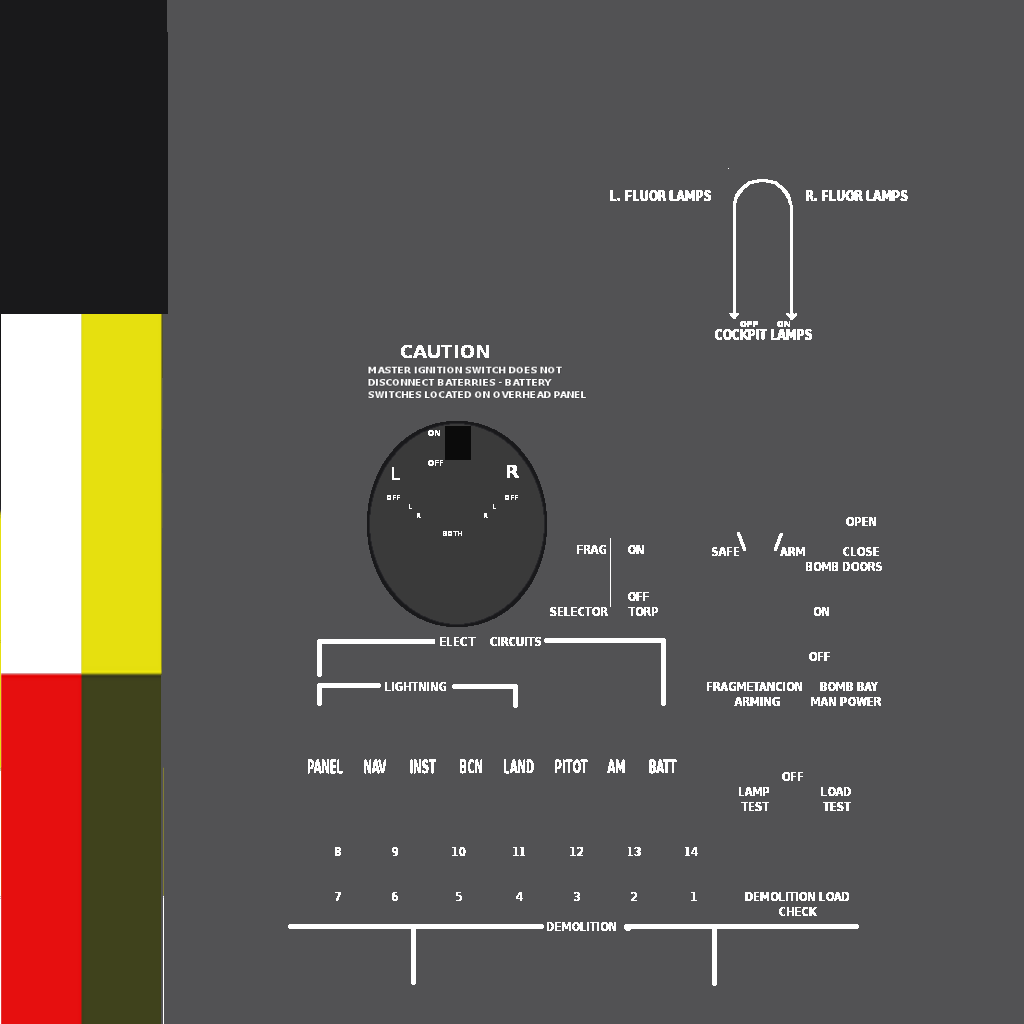 L. FLUOR LAMPS
R. FLUOR LAMPS
OFF ON
COCKPIT LAMPS
CAUTION
MASTER IGNITION SWITCH DOES NOT
DISCONNECT BATERRIES - BATTERY
SWITCHES LOCATED ON OVERHEAD PANEL
ON
OFF
L R
OFF OFF
L L
R R
BOTH
FRAG ON
OFF
SELECTOR TORP
OPEN
SAFE ARM CLOSE
BOMB DOORS
ON
OFF
FRAGMETANCION BOMB BAY
ARMING MAN POWER
ELECT CIRCUITS
LIGHTNING
PANEL NAV INST BCN LAND PITOT AM BATT
OFF
LAMP LOAD
TEST TEST
8 9 10 11 12 13 14
7 6 5 4 3 2 1
DEMOLITION LOAD
CHECK
DEMOLITION